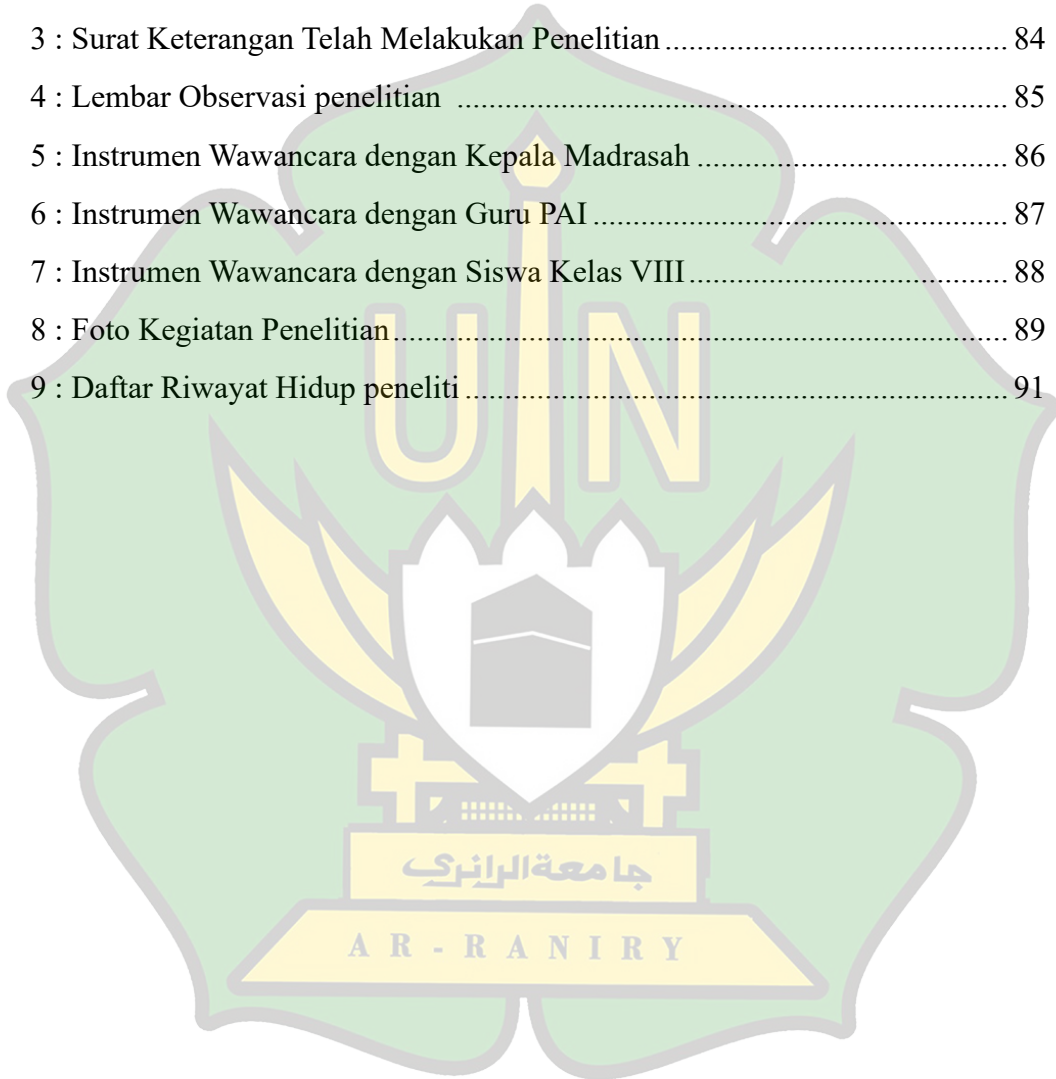 3 : Surat Keterangan Telah Melakukan Penelitian ........................................................ 84
4 : Lembar Observasi penelitian ........................................................................................ 85
5 : Instrumen Wawancara dengan Kepala Madrasah .................................................... 86
6 : Instrumen Wawancara dengan Guru PAI .................................................................... 87
7 : Instrumen Wawancara dengan Siswa Kelas VIII ..................................................... 88
8 : Foto Kegiatan Penelitian ................................................................................................ 89
9 : Daftar Riwayat Hidup peneliti ...................................................................................... 91
UIN
جامعةالرانري
AR-RANIRY